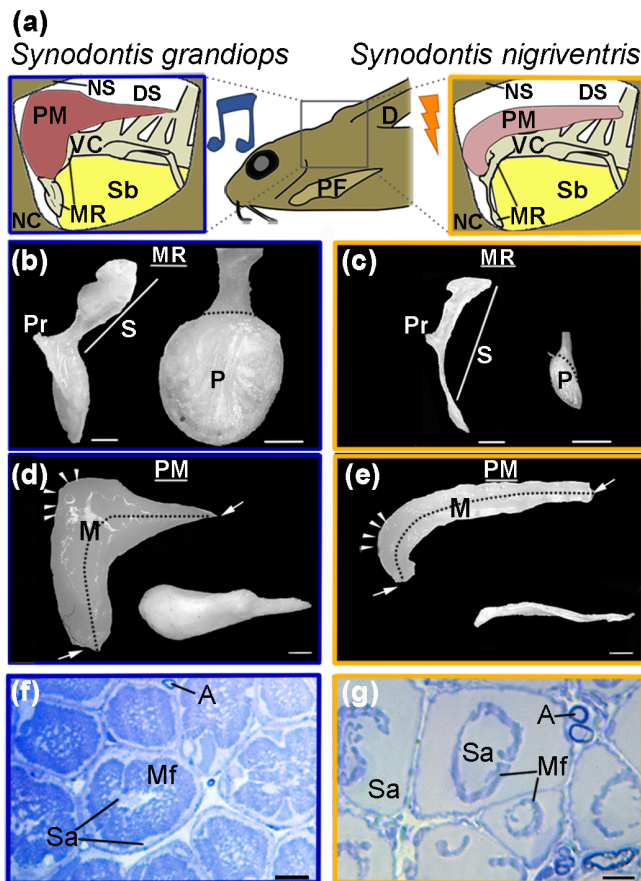 (a)
Synodontis grandiops Synodontis nigriventris
NS DS
PM
VC
Sb
MR
NC
D
PF
NS DS
PM
VC
Sb
NC MR
(b) MR
Pr
S
P
(c) MR
Pr
S
P
(d) PM
M
(e) PM
M
(f)
A
Mf
Sa
(g)
A
Sa
Mf
Sa